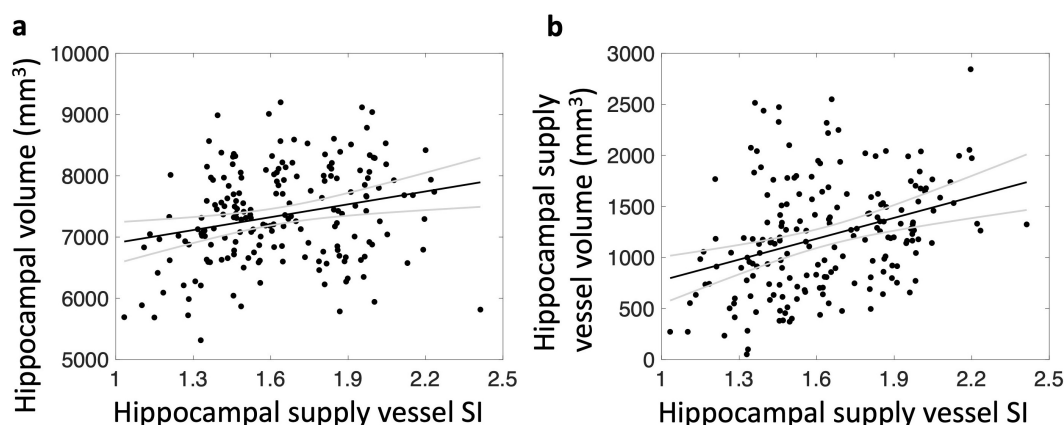 a
Hippocampal volume (mm³)
10000
9000
8000
7000
6000
5000
1 1.3 1.6 1.9 2.2 2.5
Hippocampal supply vessel SI
b
Hippocampal supply
vessel volume (mm³)
3000
2500
2000
1500
1000
500
0
1 1.3 1.6 1.9 2.2 2.5
Hippocampal supply vessel SI